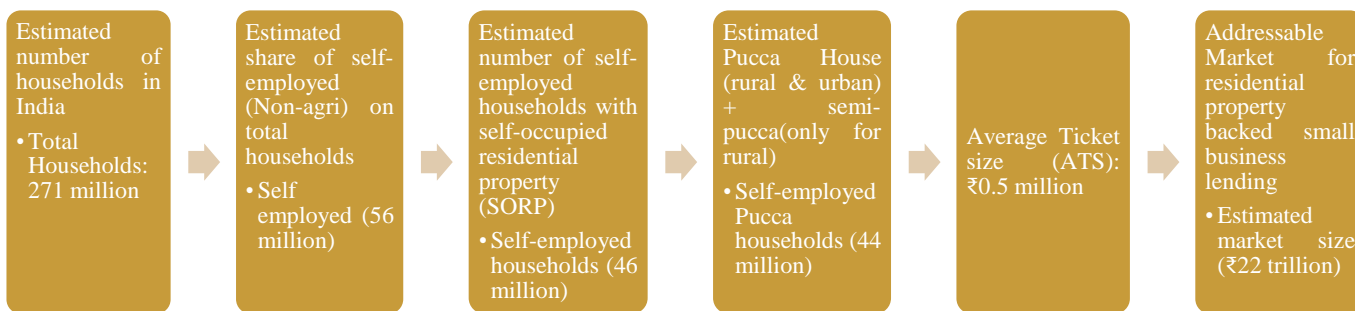 Estimated
number of
households in
India
• Total
Households:
271 million
Estimated
share of self-
employed
(Non-agri) on
total
households
• Self
employed (56
million)
Estimated
number of self-
employed
households with
self-occupied
residential
property
(SORP)
• Self-employed
households (46
million)
Estimated
Pucca House
(rural & urban)
+ semi-
pucca(only for
rural)
• Self-employed
Pucca
households (44
million)
Average Ticket
size (ATS):
₹0.5 million
Addressable
Market for
residential
property
backed small
business
lending
• Estimated
market size
(₹22 trillion)